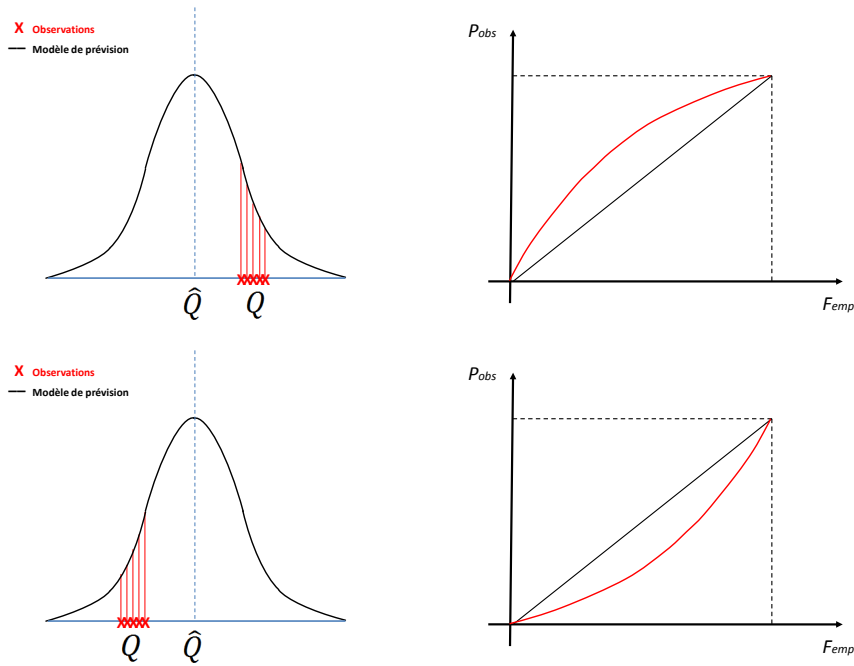 X Observations
Modèle de prévision
Q̂
Q
Pobs
Femp
X Observations
Modèle de prévision
Q
Q̂
Pobs
Femp